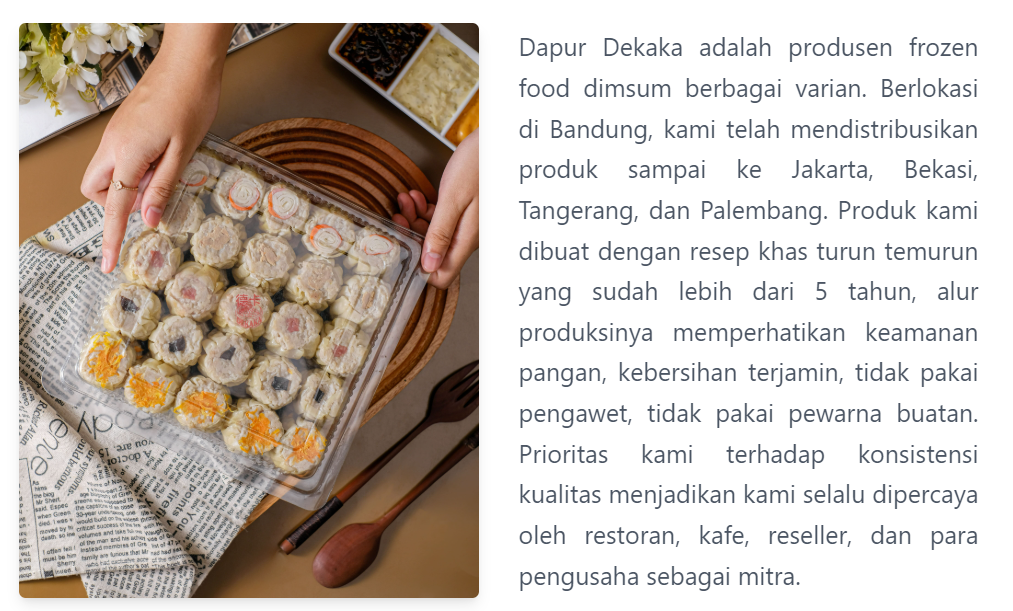 Dapur Dekaka adalah produsen frozen
food dimsum berbagai varian. Berlokasi
di Bandung, kami telah mendistribusikan
produk sampai ke Jakarta, Bekasi,
Tangerang, dan Palembang. Produk kami
dibuat dengan resep khas turun temurun
yang sudah lebih dari 5 tahun, alur
produksinya memperhatikan keamanan
pangan, kebersihan terjamin, tidak pakai
pengawet, tidak pakai pewarna buatan.
Prioritas kami terhadap konsistensi
kualitas menjadikan kami selalu dipercaya
oleh restoran, kafe, reseller, dan para
pengusaha sebagai mitra.